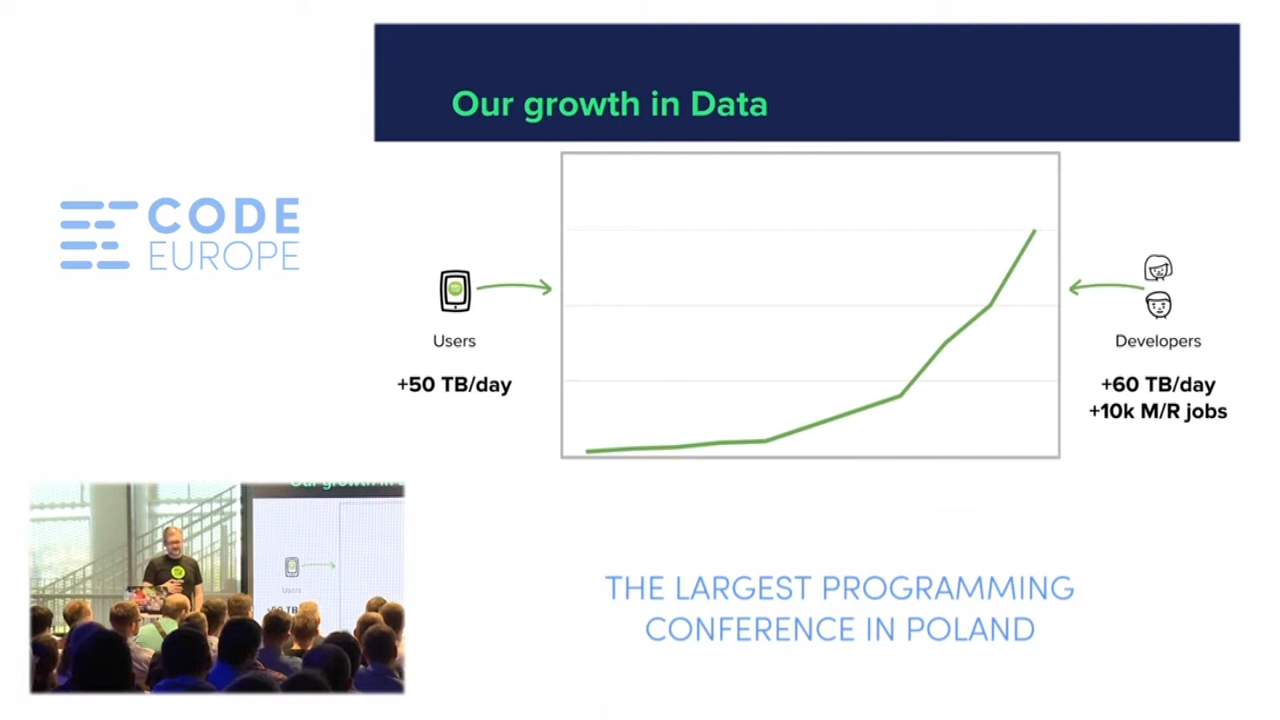 Our growth in Data
CODE
EUROPE
Users
+50 TB/day
Developers
+60 TB/day
+10k M/R jobs
Users
THE LARGEST PROGRAMMING
CONFERENCE IN POLAND